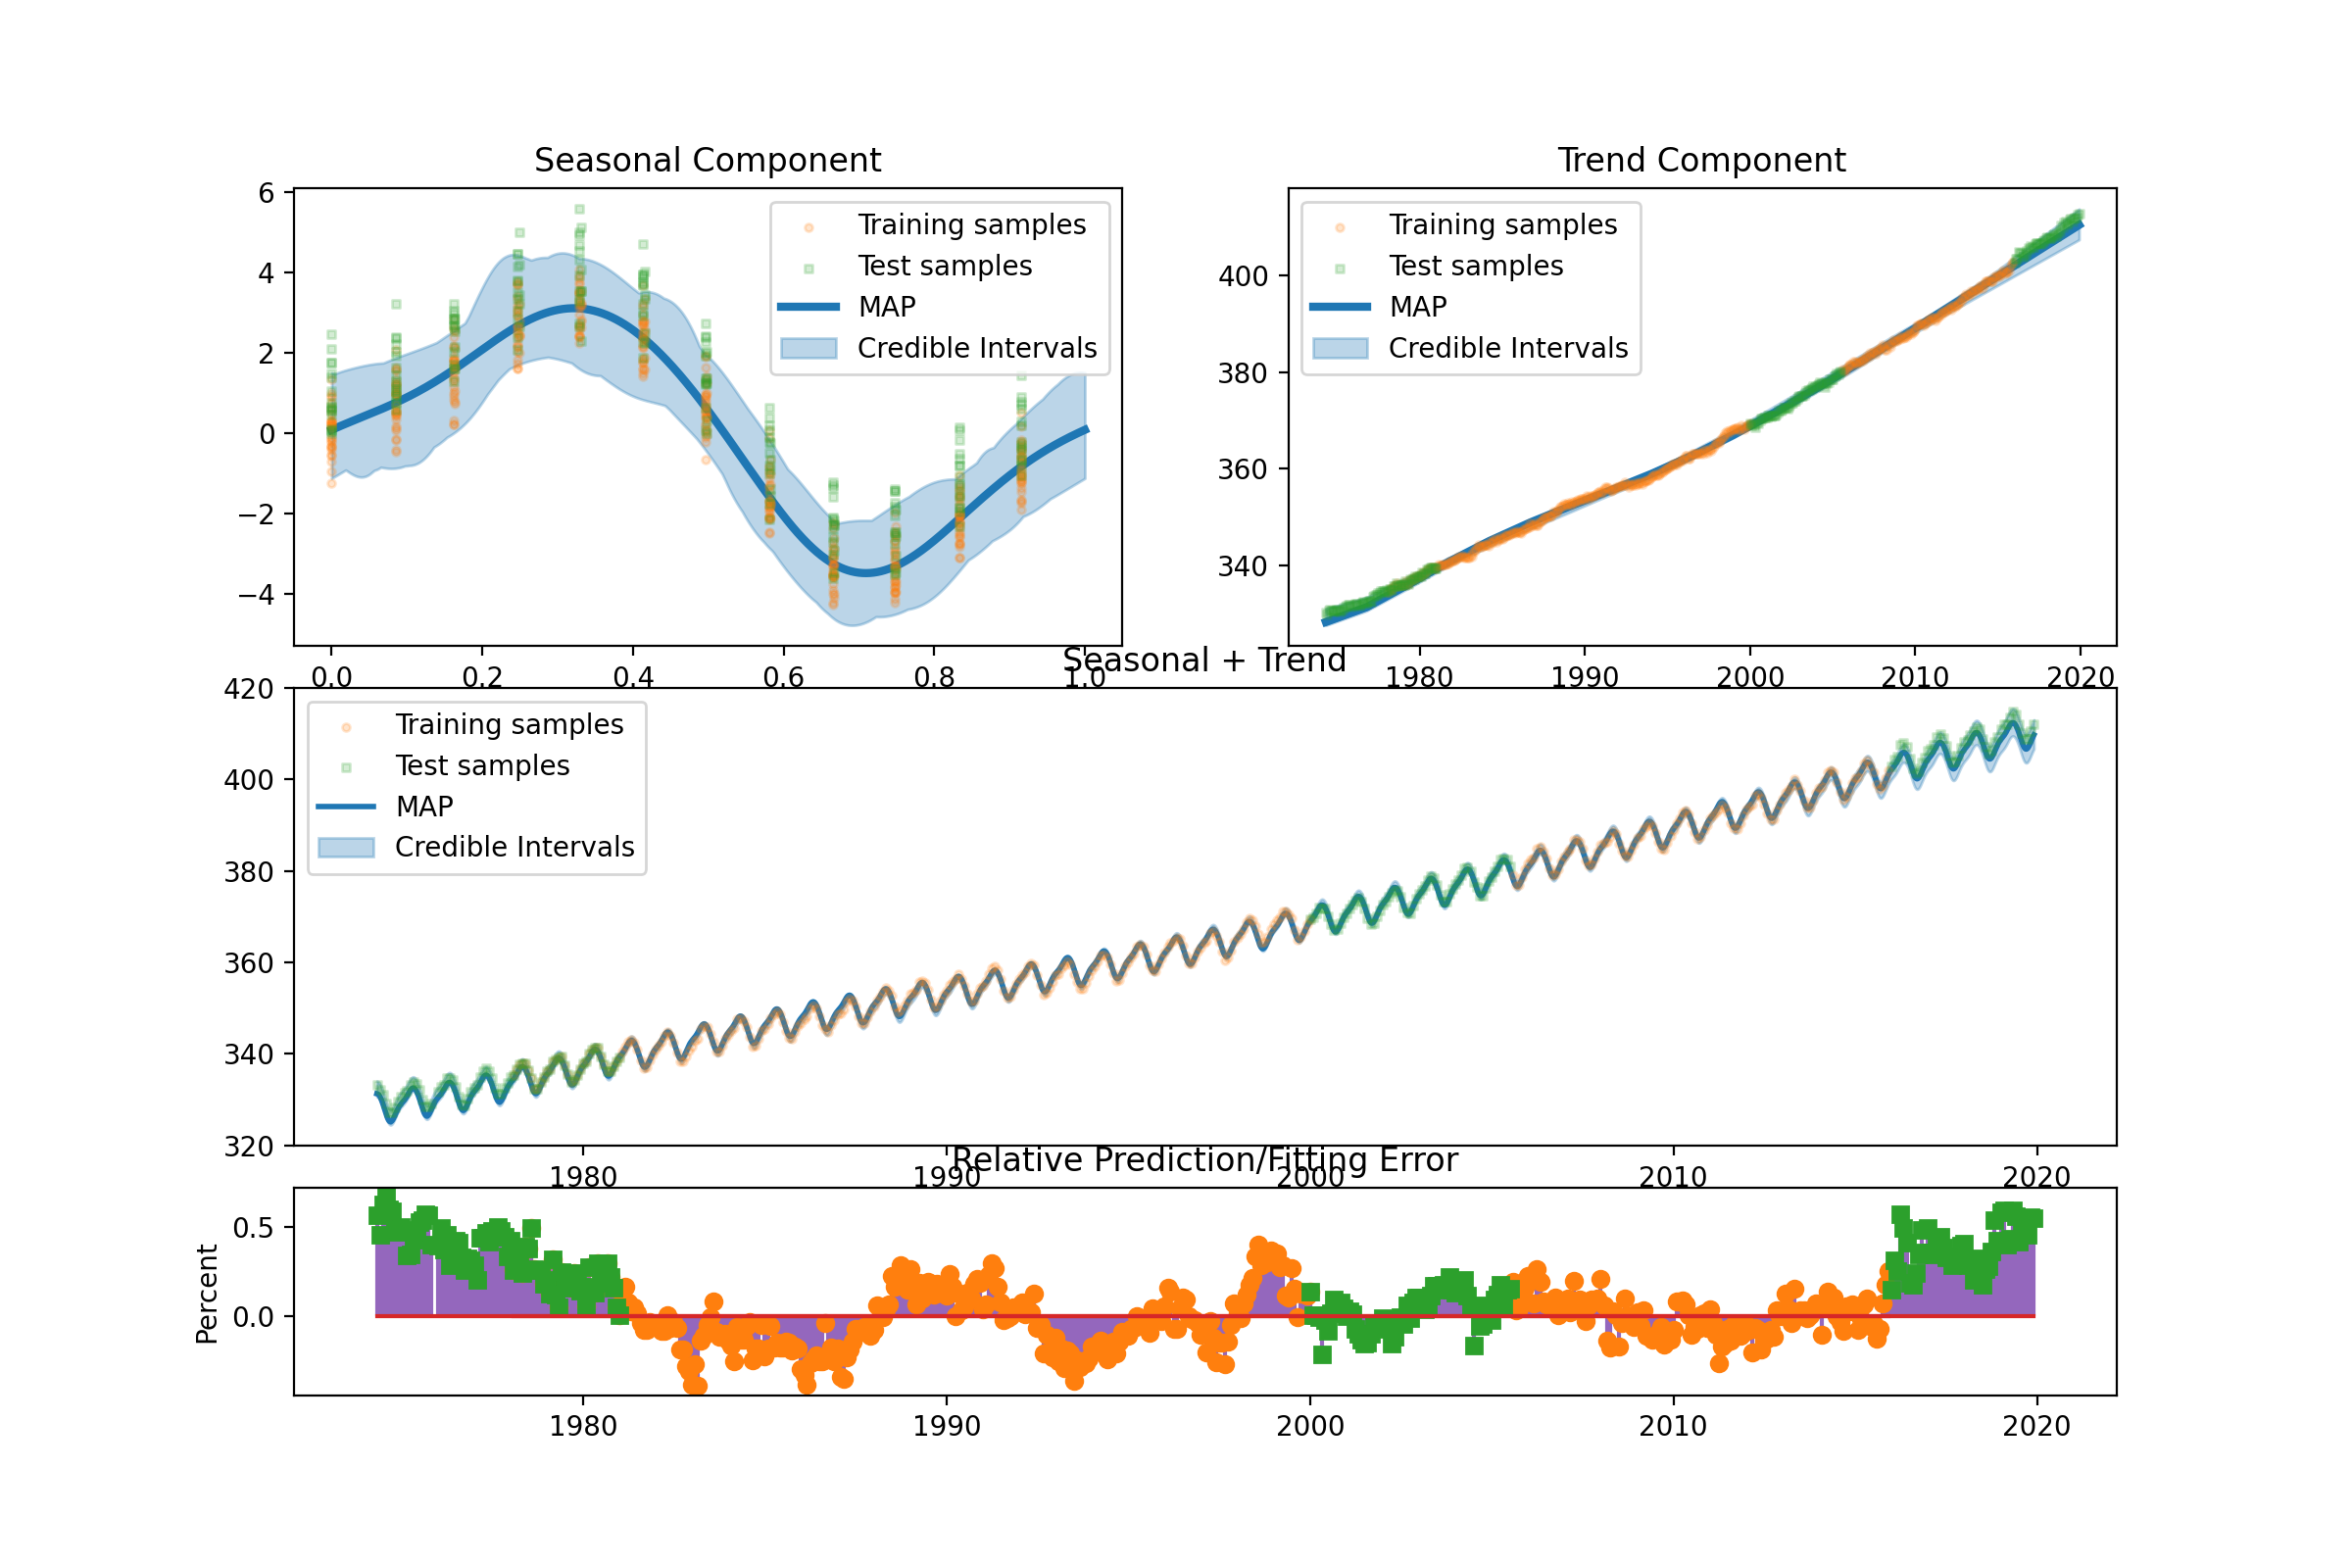 Seasonal Component
Trend Component
6
4
2
0
−2
−4
Training samples
Test samples
MAP
Credible Intervals
0.0 0.2 0.4 0.6 0.8 1.0
400
380
360
340
Training samples
Test samples
MAP
Credible Intervals
1980 1990 2000 2010 2020
Seasonal + Trend
420
400
380
360
340
320
Training samples
Test samples
MAP
Credible Intervals
1980 1990 2000 2010 2020
Relative Prediction/Fitting Error
Percent
0.5
0.0
1980 1990 2000 2010 2020